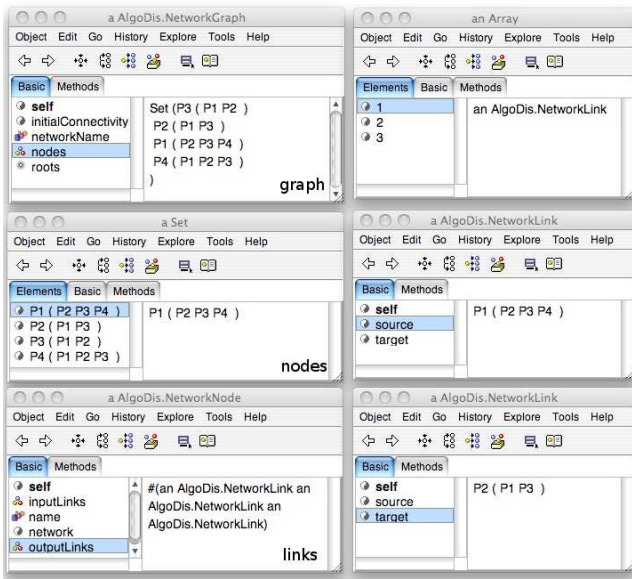 a AlgoDis.NetworkGraph
Object Edit Go History Explore Tools Help
Basic Methods
self
initialConnectivity
networkName
nodes
roots
Set (P3 ( P1 P2 )
P2 ( P1 P3 )
P1 ( P2 P3 P4 )
P4 ( P1 P2 P3 )
)
graph
an Array
Object Edit Go History Explore Tools Help
Elements Basic Methods
1
2
3
an AlgoDis.NetworkLink
a Set
Object Edit Go History Explore Tools Help
Elements Basic Methods
P1 ( P2 P3 P4 )
P2 ( P1 P3 )
P3 ( P1 P2 )
P4 ( P1 P2 P3 )
P1 ( P2 P3 P4 )
nodes
a AlgoDis.NetworkLink
Object Edit Go History Explore Tools Help
Basic Methods
self
source
target
P1 ( P2 P3 P4 )
a AlgoDis.NetworkNode
Object Edit Go History Explore Tools Help
Basic Methods
self
inputLinks
name
network
outputLinks
#(an AlgoDis.NetworkLink an
AlgoDis.NetworkLink an
AlgoDis.NetworkLink)
links
a AlgoDis.NetworkLink
Object Edit Go History Explore Tools Help
Basic Methods
self
source
target
P2 ( P1 P3 )